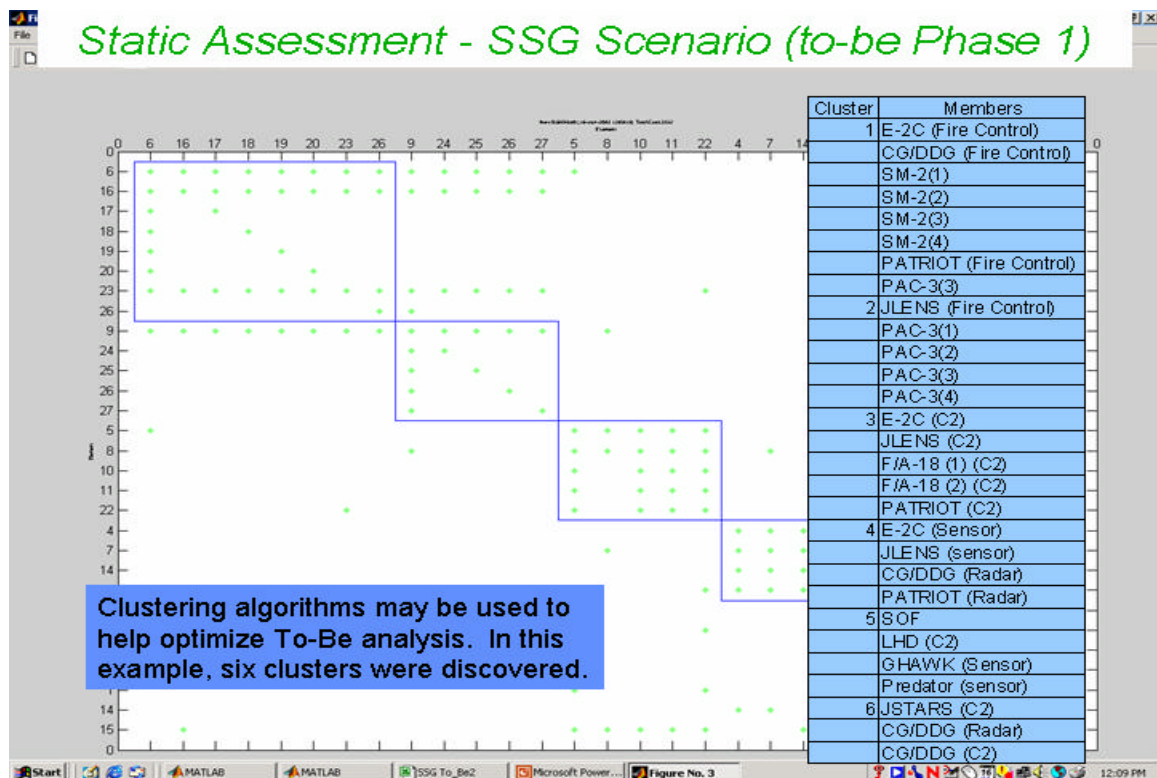 Fi
File
Static Assessment - SSG Scenario (to-be Phase 1)
Cluster Members
1 E-2C (Fire Control)
CG/DDG (Fire Control)
SM-2(1)
SM-2(2)
SM-2(3)
SM-2(4)
PATRIOT (Fire Control)
PAC-3(3)
2 JLENS (Fire Control)
PAC-3(1)
PAC-3(2)
PAC-3(3)
PAC-3(4)
3 E-2C (C2)
JLENS (C2)
F/A-18 (1) (C2)
F/A-18 (2) (C2)
PATRIOT (C2)
4 E-2C (Sensor)
JLENS (sensor)
CG/DDG (Radar)
PATRIOT (Radar)
5 SOF
LHD (C2)
GHAWK (Sensor)
Predator (sensor)
6 JSTARS (C2)
CG/DDG (Radar)
CG/DDG (C2)
0 6 16 17 18 19 20 23 26 9 24 25 26 27 5 8 10 11 22 4 7 14 0
0
6
16
17
18
19
20
23
26
9
24
25
26
27
5
8
10
11
22
4
7
14
14
15
0
Clustering algorithms may be used to
help optimize To-Be analysis. In this
example, six clusters were discovered.
Start MATLAB MATLAB SSG To_Be2 Microsoft Power... Figure No. 3 12:09 PM